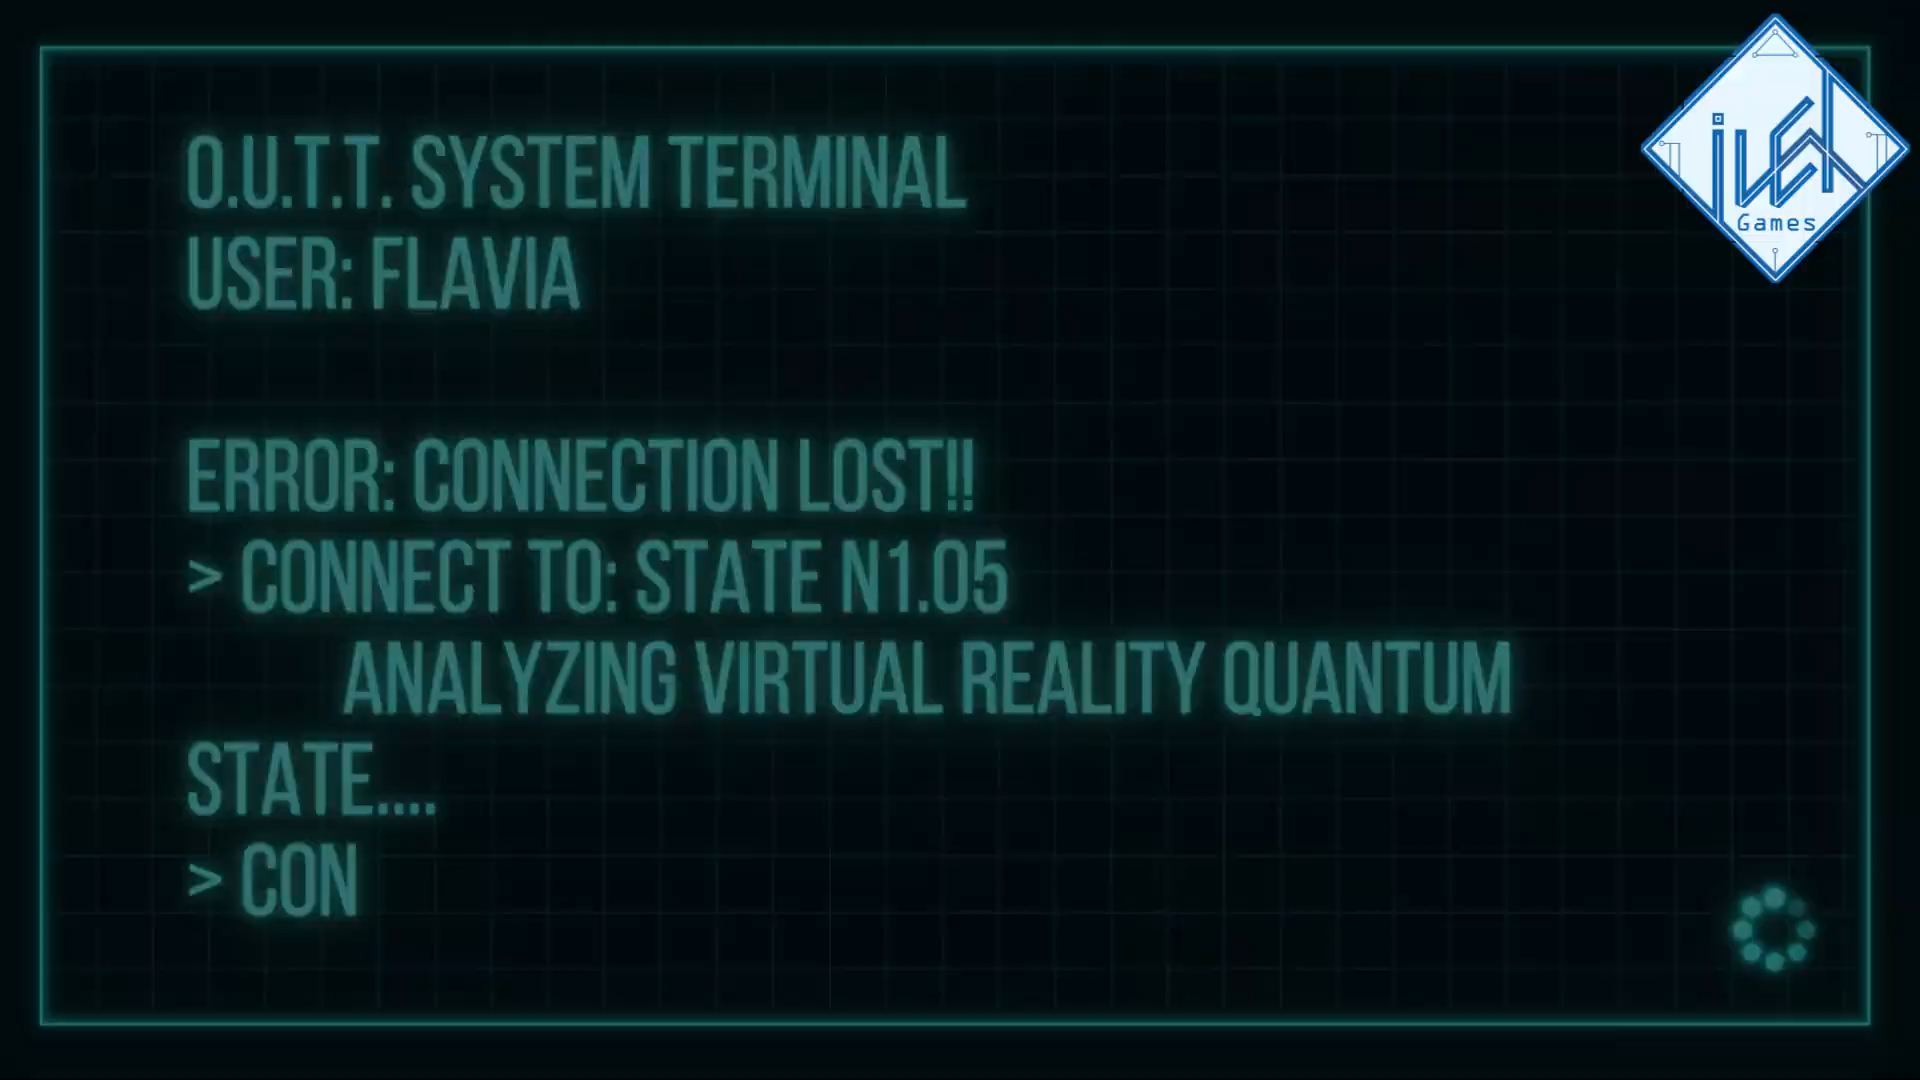 O.U.T.T. SYSTEM TERMINAL
USER: FLAVIA
ERROR: CONNECTION LOST!!
> CONNECT TO: STATE N1.05
ANALYZING VIRTUAL REALITY QUANTUM
STATE....
> CON
Games